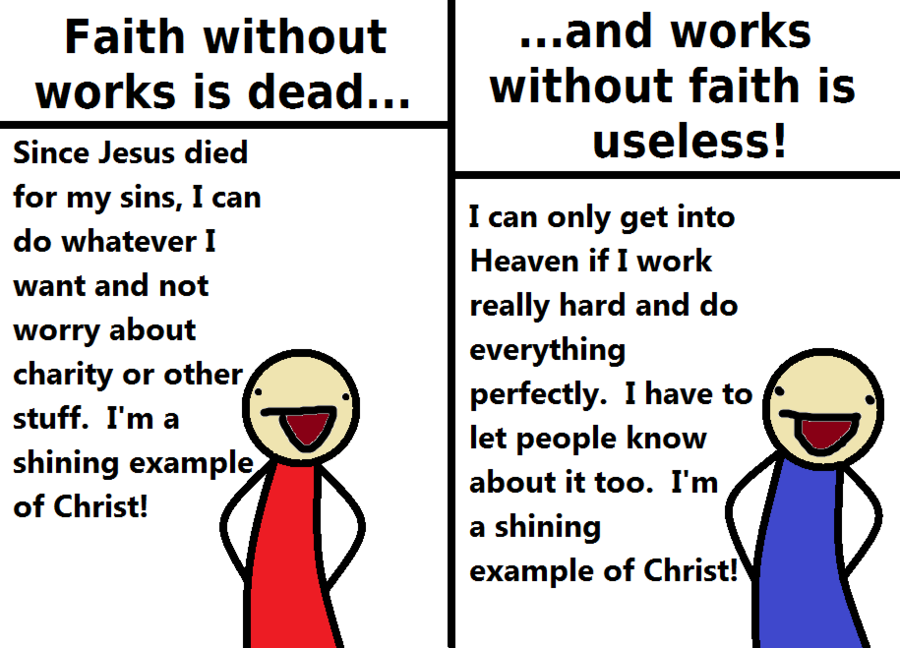 Faith without
works is dead...
Since Jesus died
for my sins, I can
do whatever I
want and not
worry about
charity or other
stuff.  I'm a
shining example
of Christ!
...and works
without faith is
useless!
I can only get into
Heaven if I work
really hard and do
everything
perfectly.  I have to
let people know
about it too.  I'm
a shining
example of Christ!